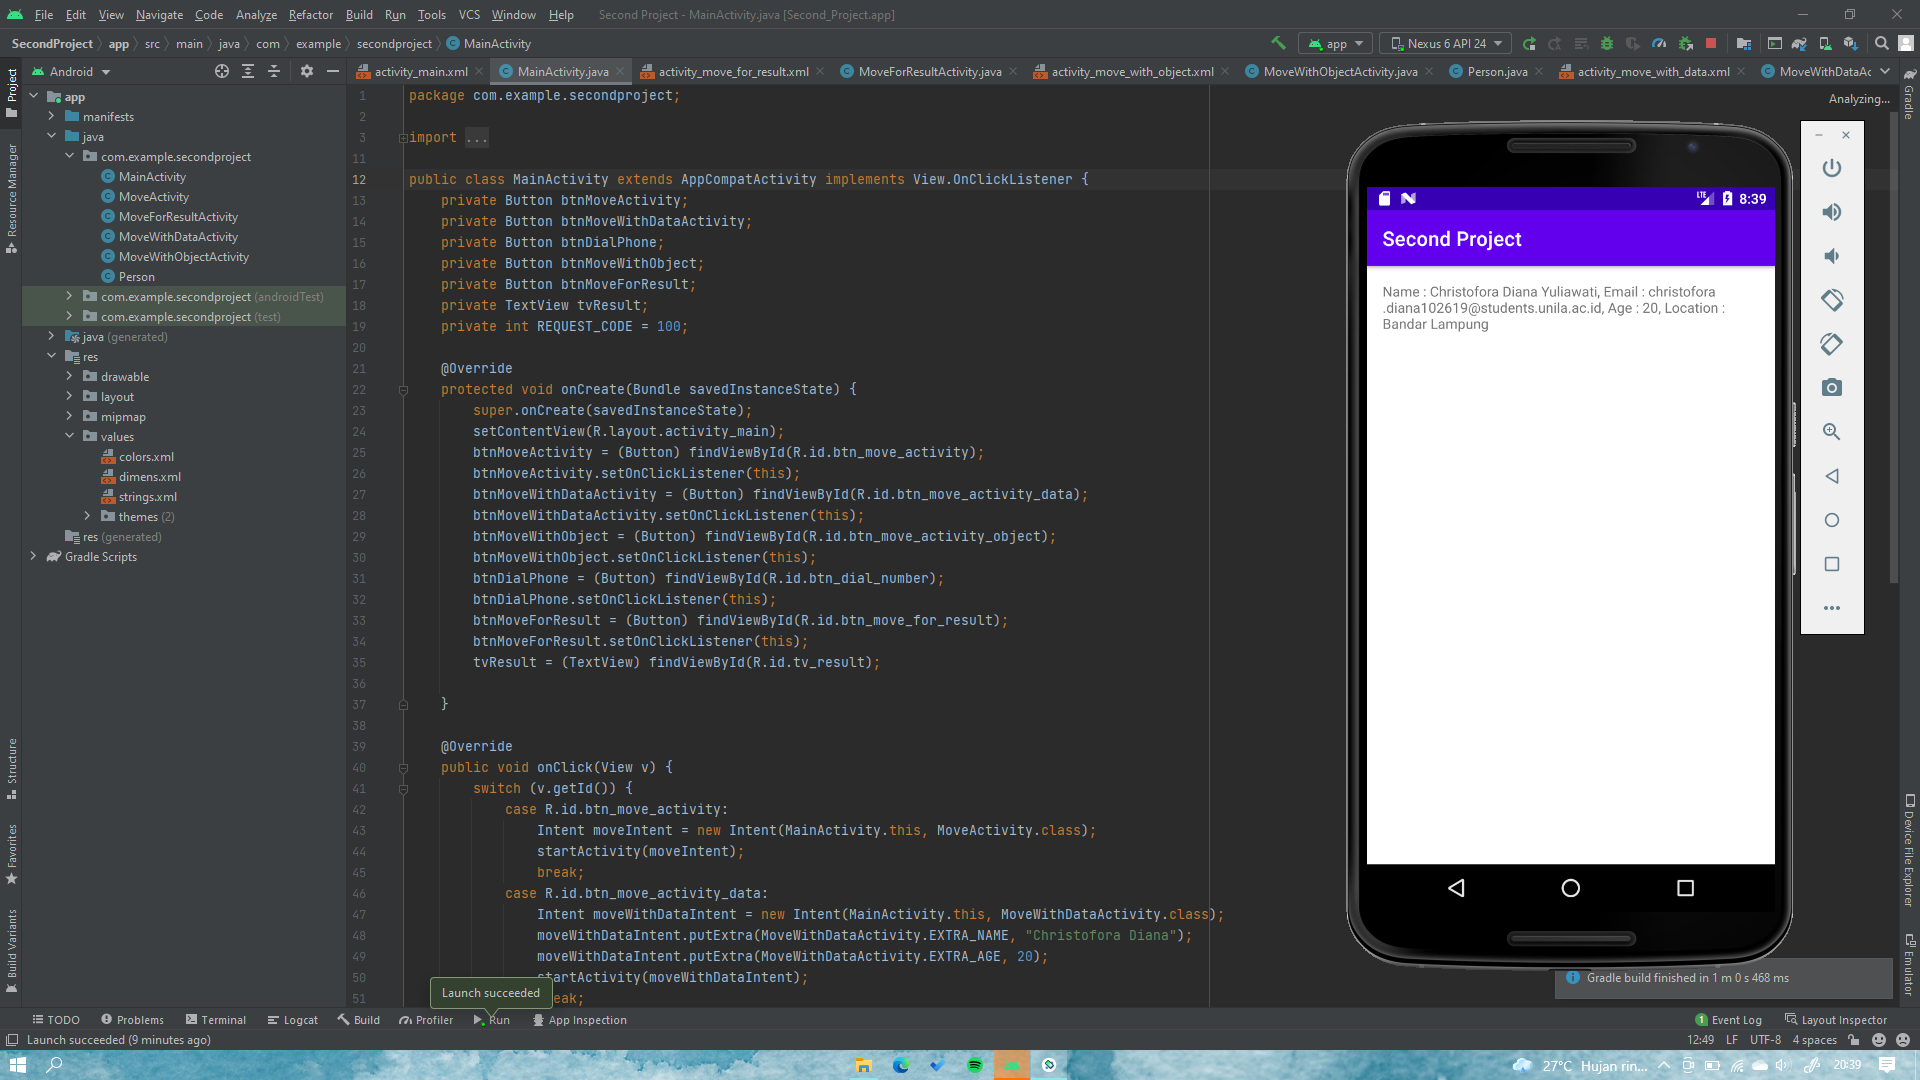 File Edit View Navigate Code Analyze Refactor Build Run Tools VCS Window Help Second Project - MainActivity.java [Second_Project.app]
SecondProject app src main java com example secondproject MainActivity app Nexus 6 API 24
Android activity_main.xml MainActivity.java activity_move_for_result.xml MoveForResultActivity.java activity_move_with_object.xml MoveWithObjectActivity.java Person.java activity_move_with_data.xml MoveWithDataAc
Project
Resource Manager
Structure
Favorites
Build Variants
app
manifests
java
com.example.secondproject
MainActivity
MoveActivity
MoveForResultActivity
MoveWithDataActivity
MoveWithObjectActivity
Person
com.example.secondproject (androidTest)
com.example.secondproject (test)
java (generated)
res
drawable
layout
mipmap
values
colors.xml
dimens.xml
strings.xml
themes (2)
res (generated)
Gradle Scripts
1 package com.example.secondproject;
2
3 import ...
11
12 public class MainActivity extends AppCompatActivity implements View.OnClickListener {
13 private Button btnMoveActivity;
14 private Button btnMoveWithDataActivity;
15 private Button btnDialPhone;
16 private Button btnMoveWithObject;
17 private Button btnMoveForResult;
18 private TextView tvResult;
19 private int REQUEST_CODE = 100;
20
21 @Override
22 protected void onCreate(Bundle savedInstanceState) {
23 super.onCreate(savedInstanceState);
24 setContentView(R.layout.activity_main);
25 btnMoveActivity = (Button) findViewById(R.id.btn_move_activity);
26 btnMoveActivity.setOnClickListener(this);
27 btnMoveWithDataActivity = (Button) findViewById(R.id.btn_move_activity_data);
28 btnMoveWithDataActivity.setOnClickListener(this);
29 btnMoveWithObject = (Button) findViewById(R.id.btn_move_activity_object);
30 btnMoveWithObject.setOnClickListener(this);
31 btnDialPhone = (Button) findViewById(R.id.btn_dial_number);
32 btnDialPhone.setOnClickListener(this);
33 btnMoveForResult = (Button) findViewById(R.id.btn_move_for_result);
34 btnMoveForResult.setOnClickListener(this);
35 tvResult = (TextView) findViewById(R.id.tv_result);
36
37 }
38
39 @Override
40 public void onClick(View v) {
41 switch (v.getId()) {
42 case R.id.btn_move_activity:
43 Intent moveIntent = new Intent(MainActivity.this, MoveActivity.class);
44 startActivity(moveIntent);
45 break;
46 case R.id.btn_move_activity_data:
47 Intent moveWithDataIntent = new Intent(MainActivity.this, MoveWithDataActivity.class);
48 moveWithDataIntent.putExtra(MoveWithDataActivity.EXTRA_NAME, "Christofora Diana");
49 moveWithDataIntent.putExtra(MoveWithDataActivity.EXTRA_AGE, 20);
50 startActivity(moveWithDataIntent);
51 eak;
Launch succeeded
Analyzing...
LTE 8:39
Second Project
Name : Christofora Diana Yuliawati, Email : christofora
.diana102619@students.unila.ac.id, Age : 20, Location :
Bandar Lampung
Gradle
Device File Explorer
Emulator
Gradle build finished in 1 m 0 s 468 ms
TODO Problems Terminal Logcat Build Profiler Run App Inspection 1 Event Log Layout Inspector
Launch succeeded (9 minutes ago) 12:49 LF UTF-8 4 spaces
27°C Hujan rin... 20:39